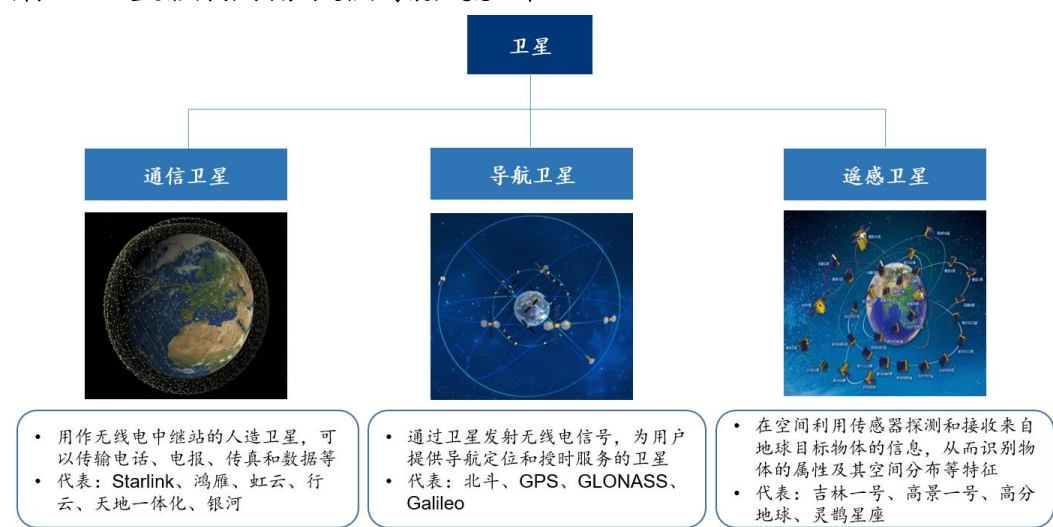 卫星
通信卫星
导航卫星
遥感卫星
• 用作无线电中继站的人造卫星，可
以传输电话、电报、传真和数据等
• 代表：Starlink、鸿雁、虹云、行
云、天地一体化、银河
• 通过卫星发射无线电信号，为用户
提供导航定位和授时服务的卫星
• 代表：北斗、GPS、GLONASS、
Galileo
• 在空间利用传感器探测和接收来自
地球目标物体的信息，从而识别物
体的属性及其空间分布等特征
• 代表：吉林一号、高景一号、高分
地球、灵鹊星座